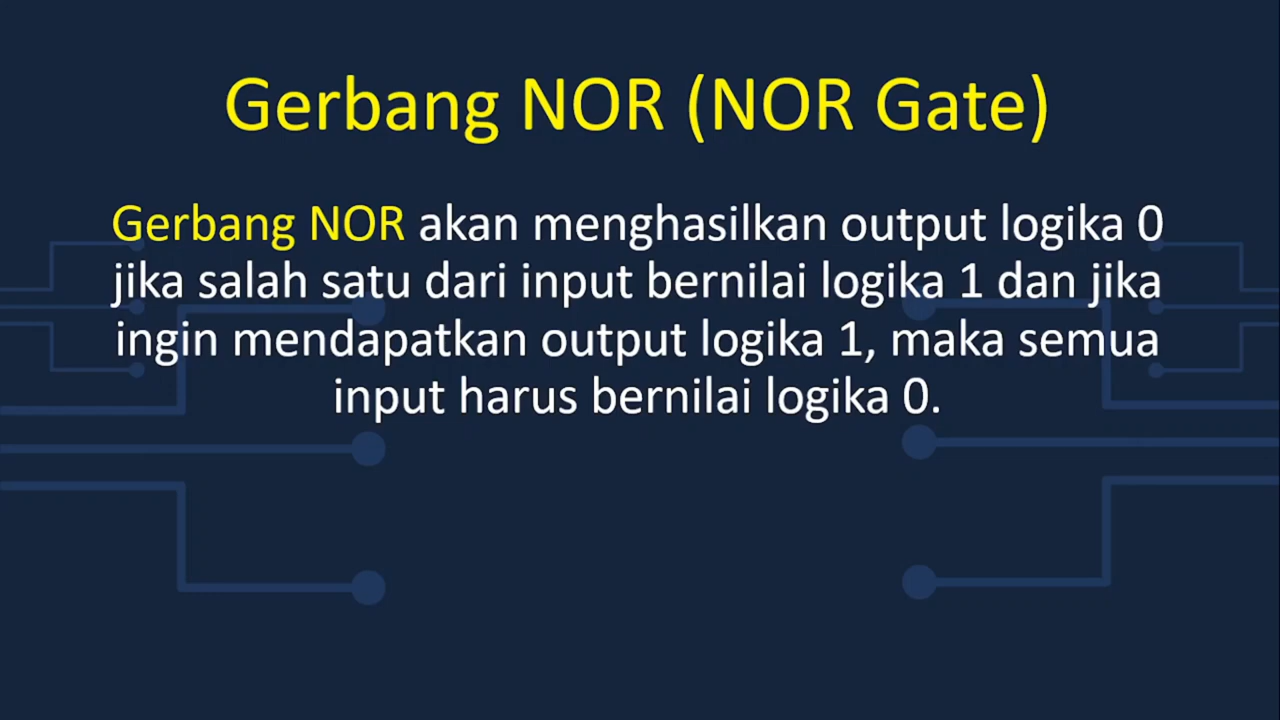 Gerbang NOR (NOR Gate)
Gerbang NOR akan menghasilkan output logika 0
jika salah satu dari input bernilai logika 1 dan jika
ingin mendapatkan output logika 1, maka semua
input harus bernilai logika 0.